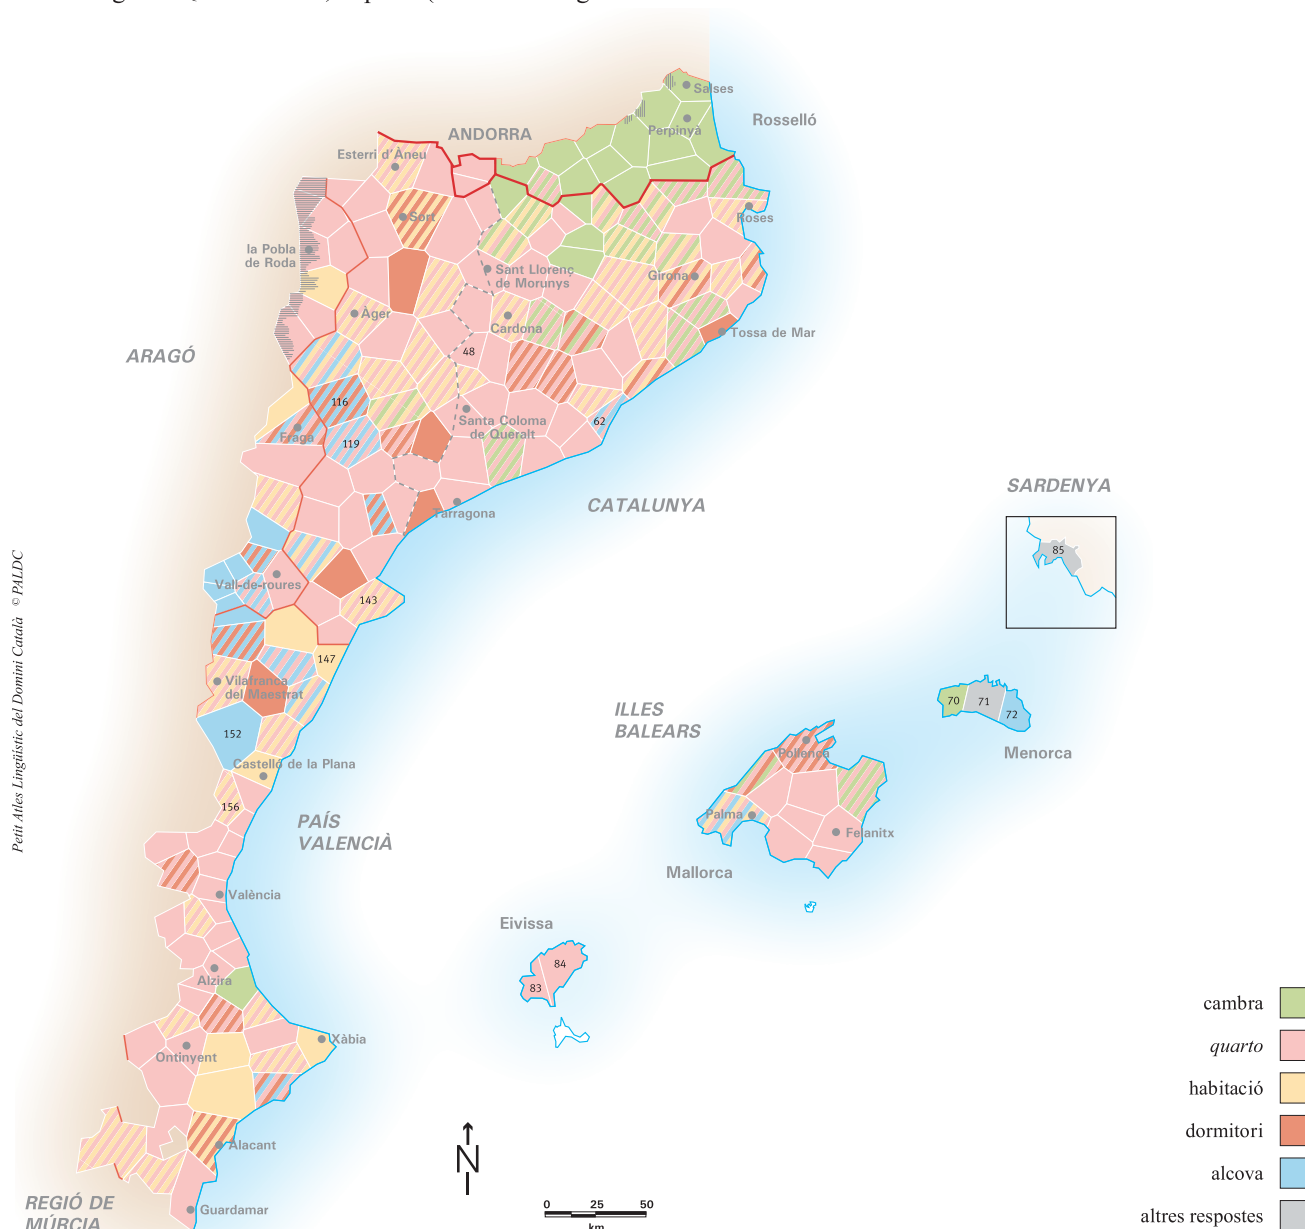 Salses
Rosselló
Perpinyà
ANDORRA
Esterri d'Àneu
Sort
Roses
la Pobla
de Roda
Sant Llorenç
de Morunys
Girona
Àger
Cardona
Tossa de Mar
ARAGÓ
48
116
62
Santa Coloma
de Queralt
Fraga
119
CATALUNYA
SARDENYA
Tarragona
85
Vall-de-roures
143
147
Vilafranca
del Maestrat
152
Castelló de la Plana
156
ILLES
BALEARS
70
71
72
Menorca
Pollença
Palma
Felanitx
Mallorca
PAÍS
VALENCIÀ
València
Eivissa
84
83
Alzira
Xàbia
Ontinyent
Alacant
Guardamar
REGIÓ DE
MÚRCIA
N
0 25 50
km
cambra
quarto
habitació
dormitori
alcova
altres respostes
Petit Atles Lingüístic del Domini Català © PALDC